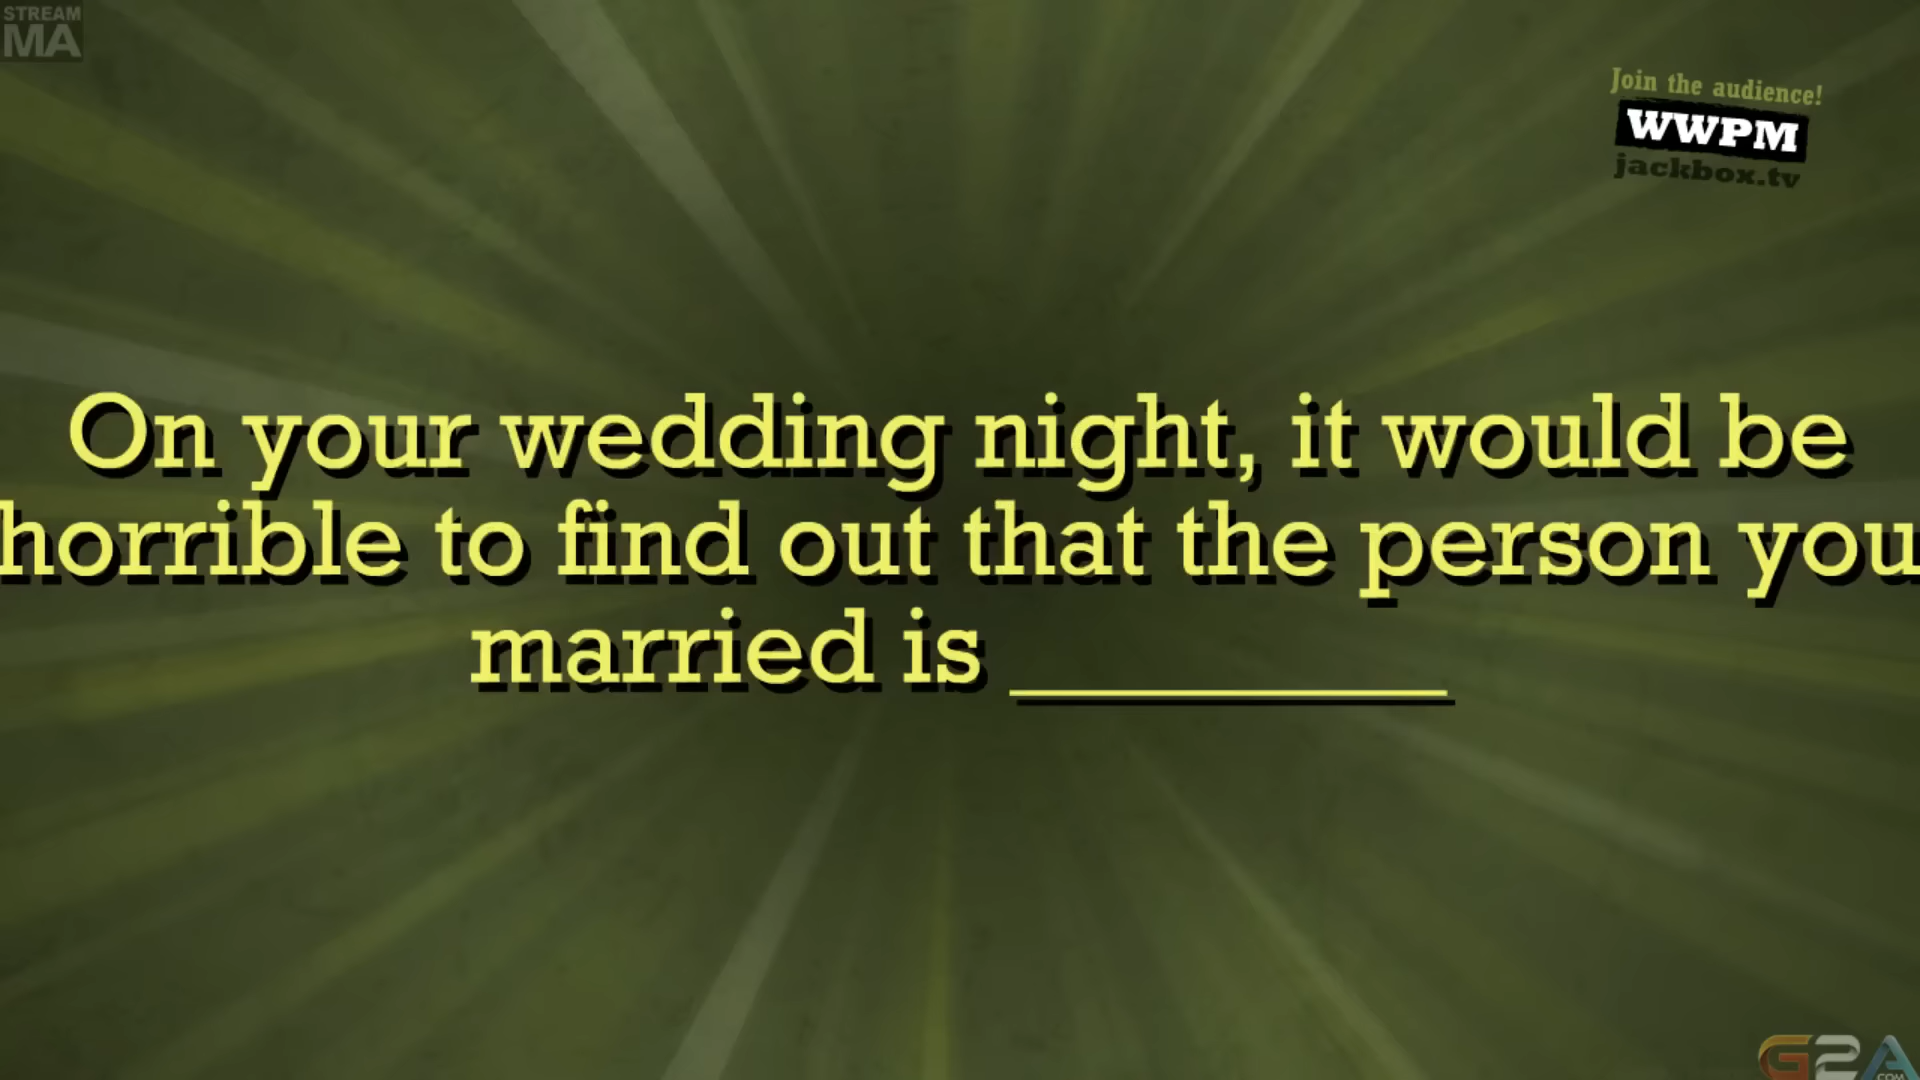 STREAM
MA
Join the audience!
WWPM
jackbox.tv
On your wedding night, it would be
horrible to find out that the person you
married is ________
G2A
.COM